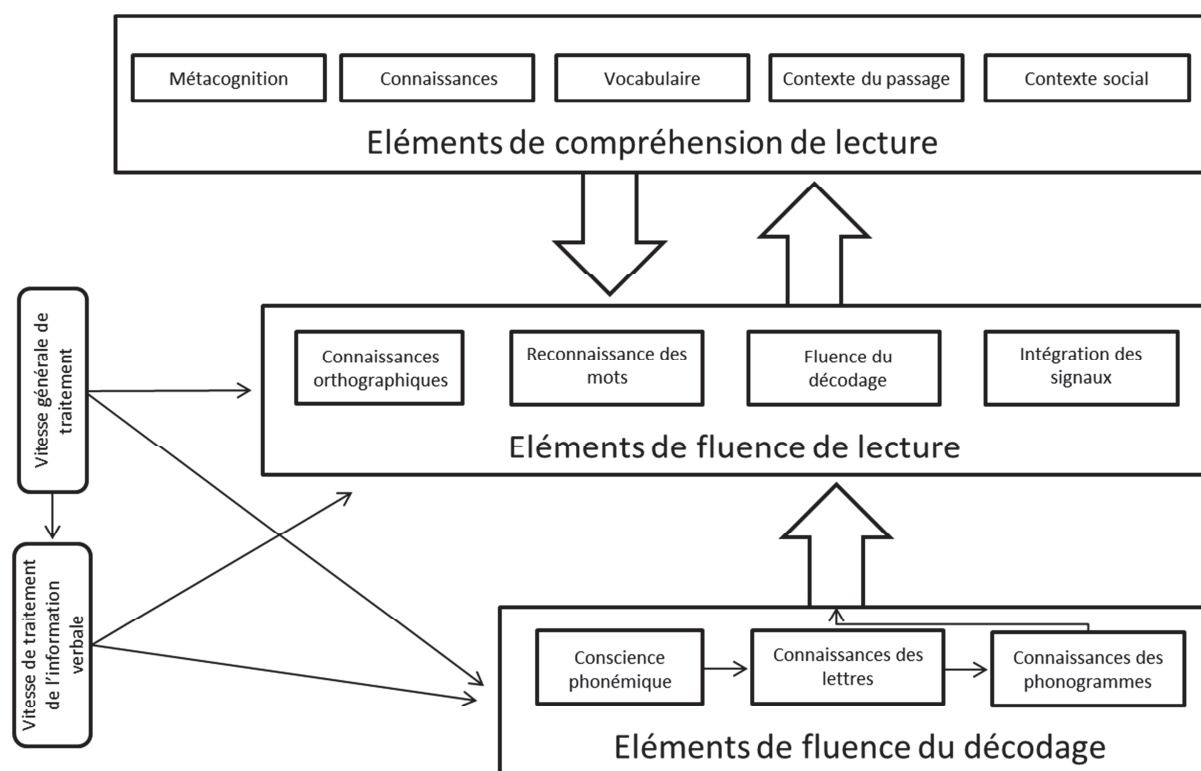 Métacognition
Connaissances
Vocabulaire
Contexte du passage
Contexte social
Eléments de compréhension de lecture
Vitesse générale de
traitement
Connaissances
orthographiques
Reconnaissance des
mots
Fluence du
décodage
Intégration des
signaux
Eléments de fluence de lecture
Vitesse de traitement
de l'information
verbale
Conscience
phonémique
Connaissances des
lettres
Connaissances des
phonogrammes
Eléments de fluence du décodage